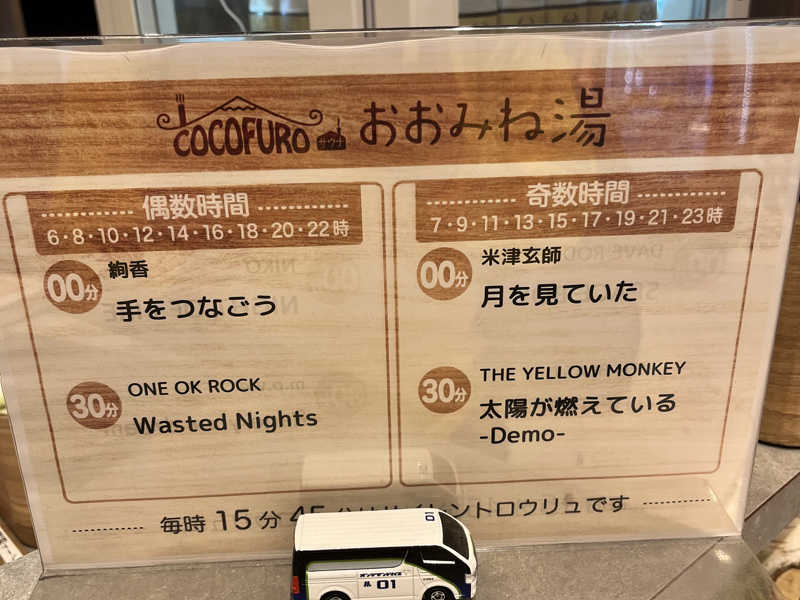 COCOFURO サウナ おおみね湯
偶数時間
6・8・10・12・14・16・18・20・22時
00分
絢香
手をつなごう
30分
ONE OK ROCK
Wasted Nights
奇数時間
7・9・11・13・15・17・19・21・23時
00分
米津玄師
月を見ていた
30分
THE YELLOW MONKEY
太陽が燃えている
-Demo-
毎時 15分 45 ントロウリュです
10
01